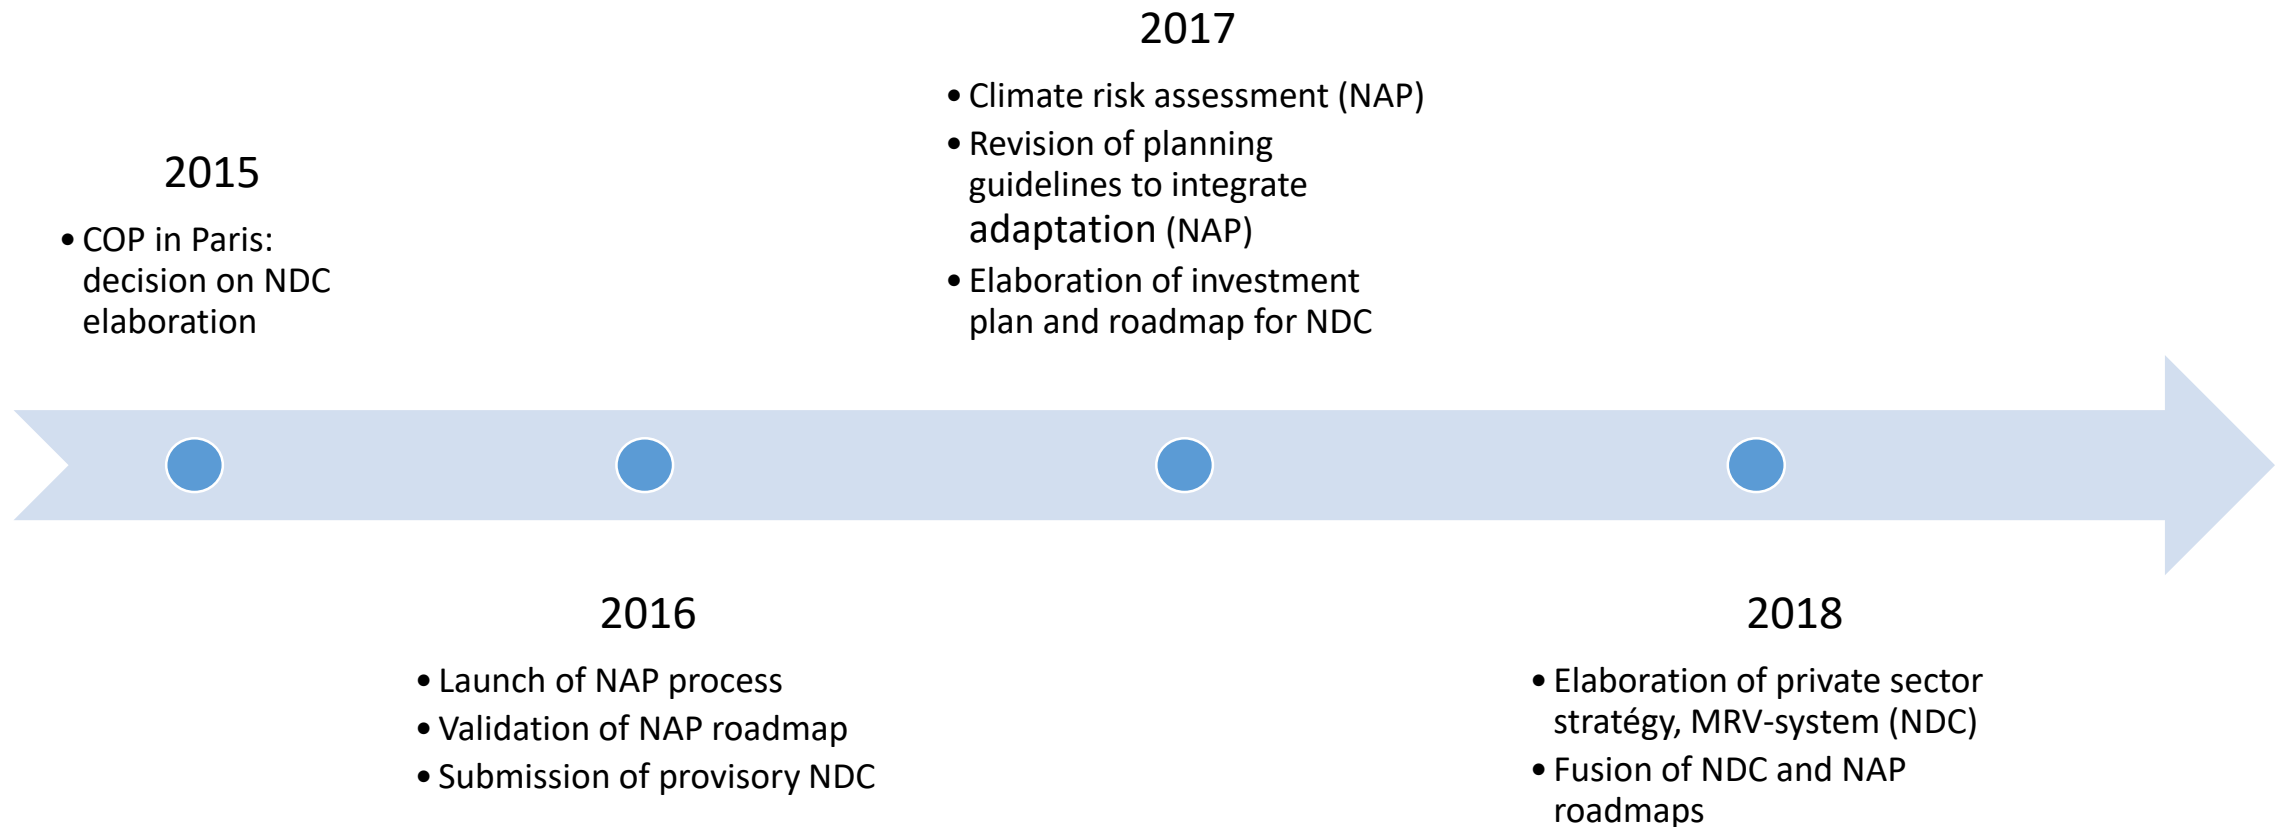 2015
• COP in Paris:
decision on NDC
elaboration
2016
• Launch of NAP process
• Validation of NAP roadmap
• Submission of provisory NDC
2017
• Climate risk assessment (NAP)
• Revision of planning
guidelines to integrate
adaptation (NAP)
• Elaboration of investment
plan and roadmap for NDC
2018
• Elaboration of private sector
stratégy, MRV-system (NDC)
• Fusion of NDC and NAP
roadmaps